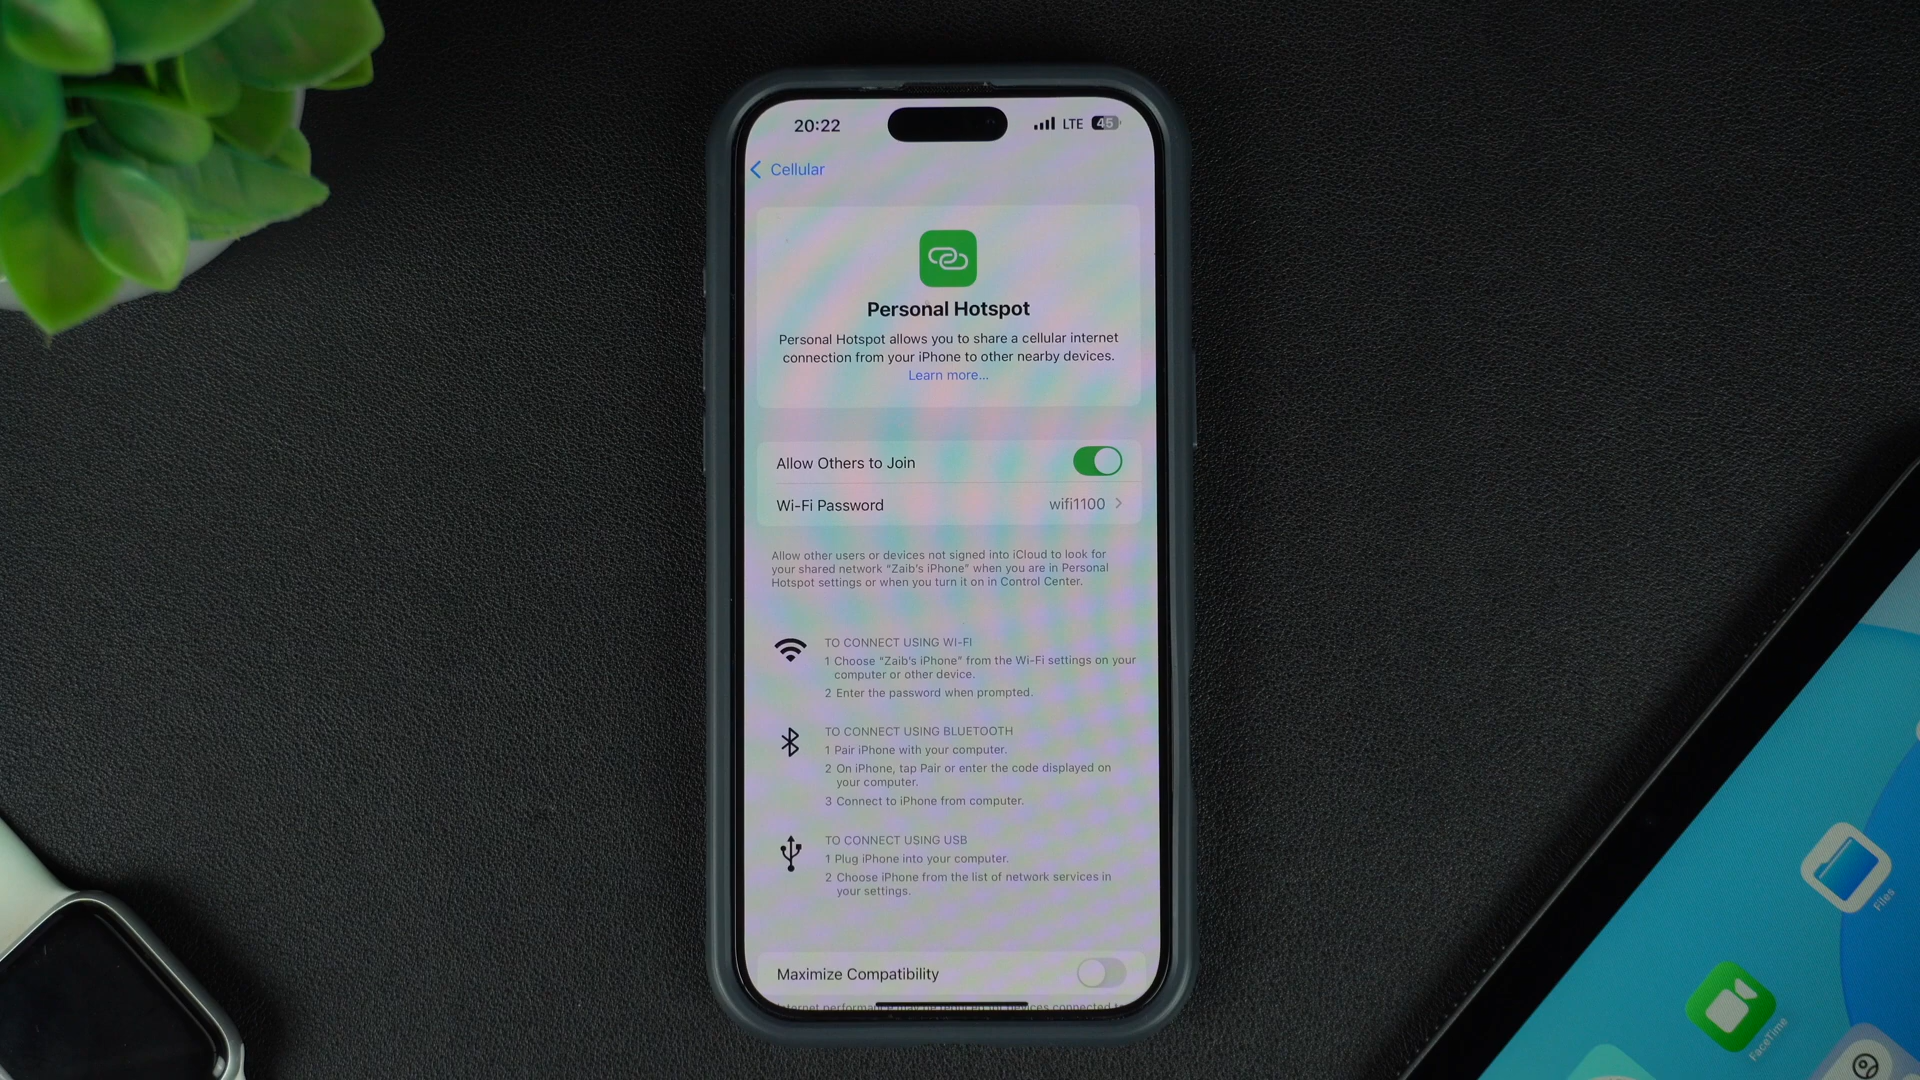 20:22
LTE 45
Cellular
Personal Hotspot
Personal Hotspot allows you to share a cellular internet
connection from your iPhone to other nearby devices.
Learn more...
Allow Others to Join
Wi-Fi Password wifi1100
Allow other users or devices not signed into iCloud to look for
your shared network “Zaib's iPhone” when you are in Personal
Hotspot settings or when you turn it on in Control Center.
TO CONNECT USING WI-FI
1 Choose “Zaib's iPhone” from the Wi-Fi settings on your
computer or other device.
2 Enter the password when prompted.
TO CONNECT USING BLUETOOTH
1 Pair iPhone with your computer.
2 On iPhone, tap Pair or enter the code displayed on
your computer.
3 Connect to iPhone from computer.
TO CONNECT USING USB
1 Plug iPhone into your computer.
2 Choose iPhone from the list of network services in
your settings.
Maximize Compatibility
Files
FaceTime